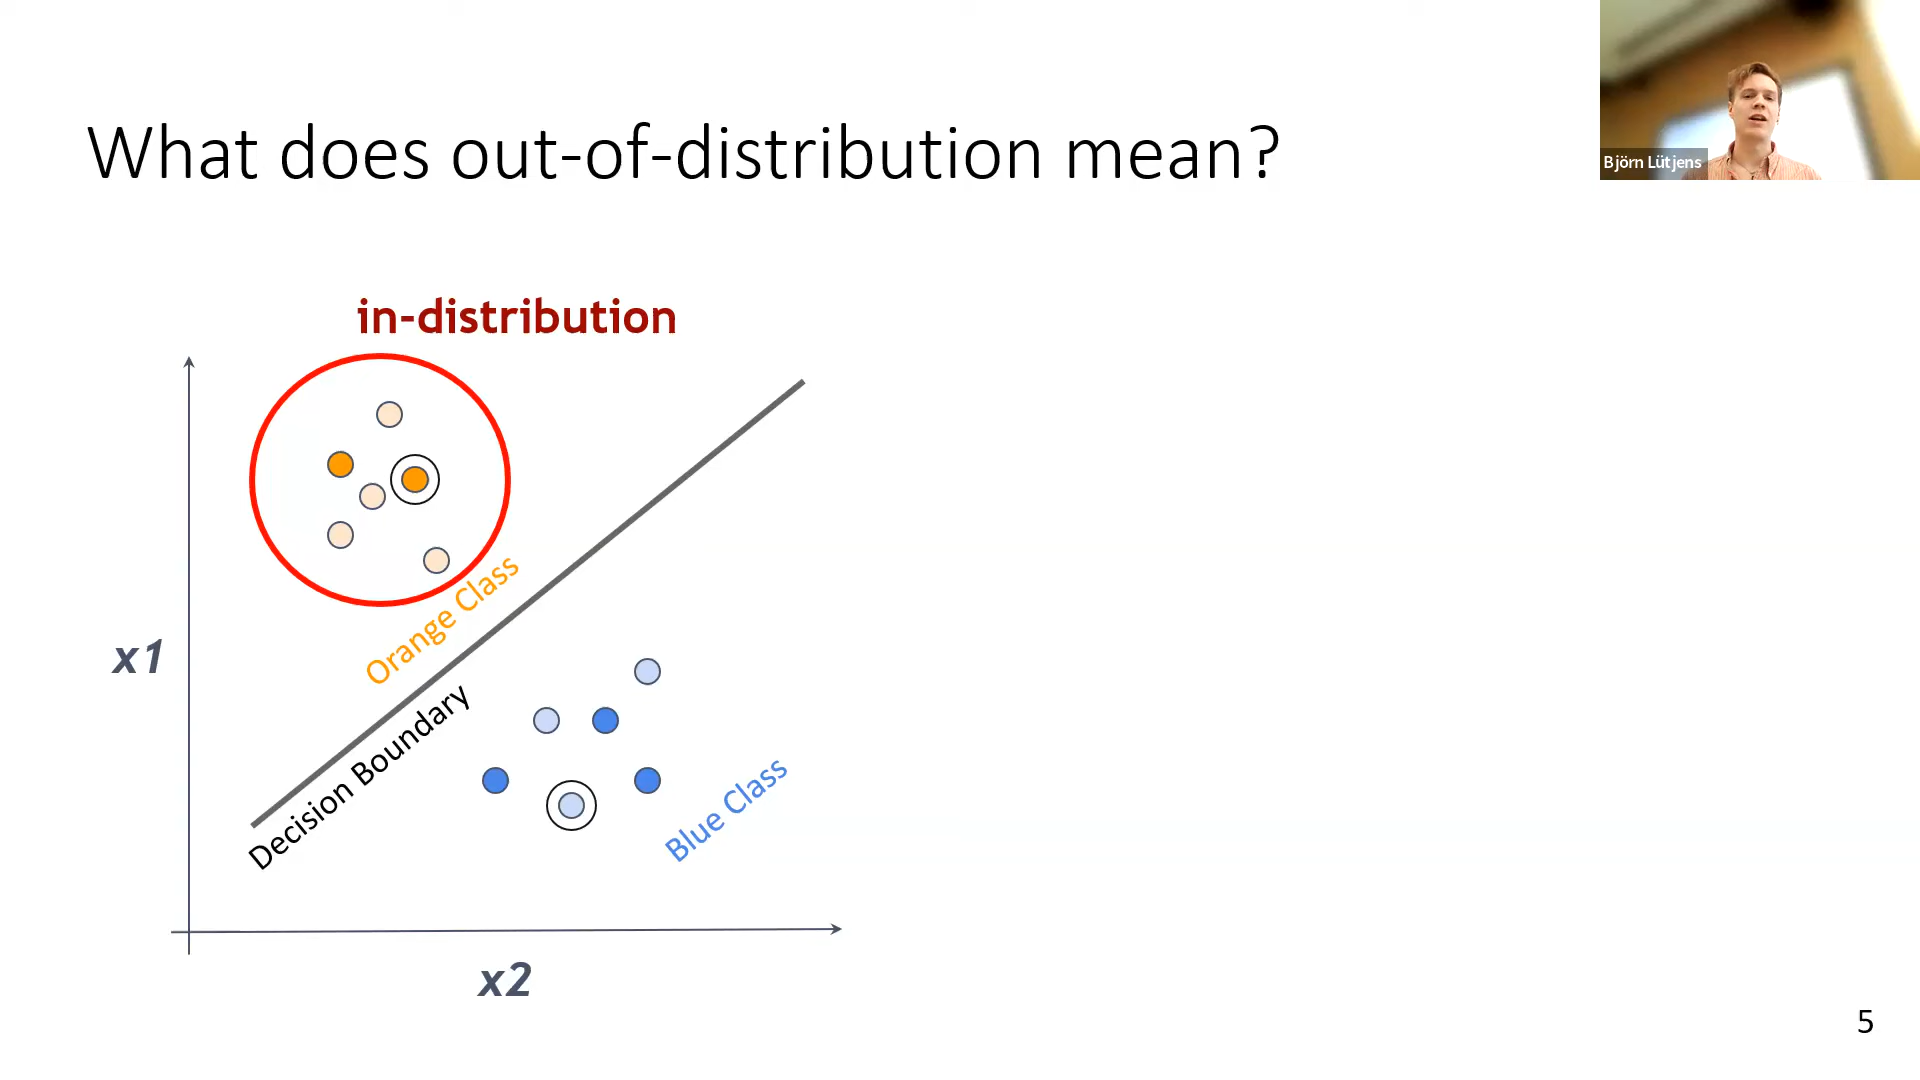 What does out-of-distribution mean?
Björn Lütjens
in-distribution
Orange Class
x1
Decision Boundary
Blue Class
x2
5